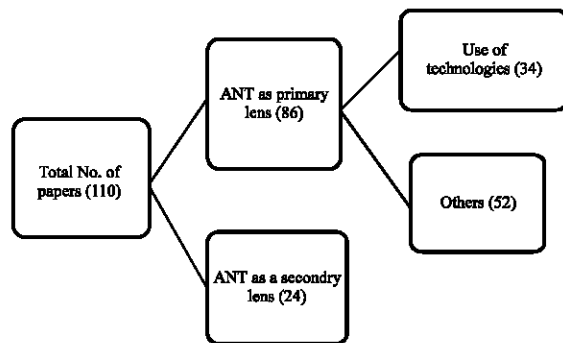 Use of
technologies (34)
ANT as primary
lens (86)
Total No. of
papers (110)
Others (52)
ANT as a secondry
lens (24)